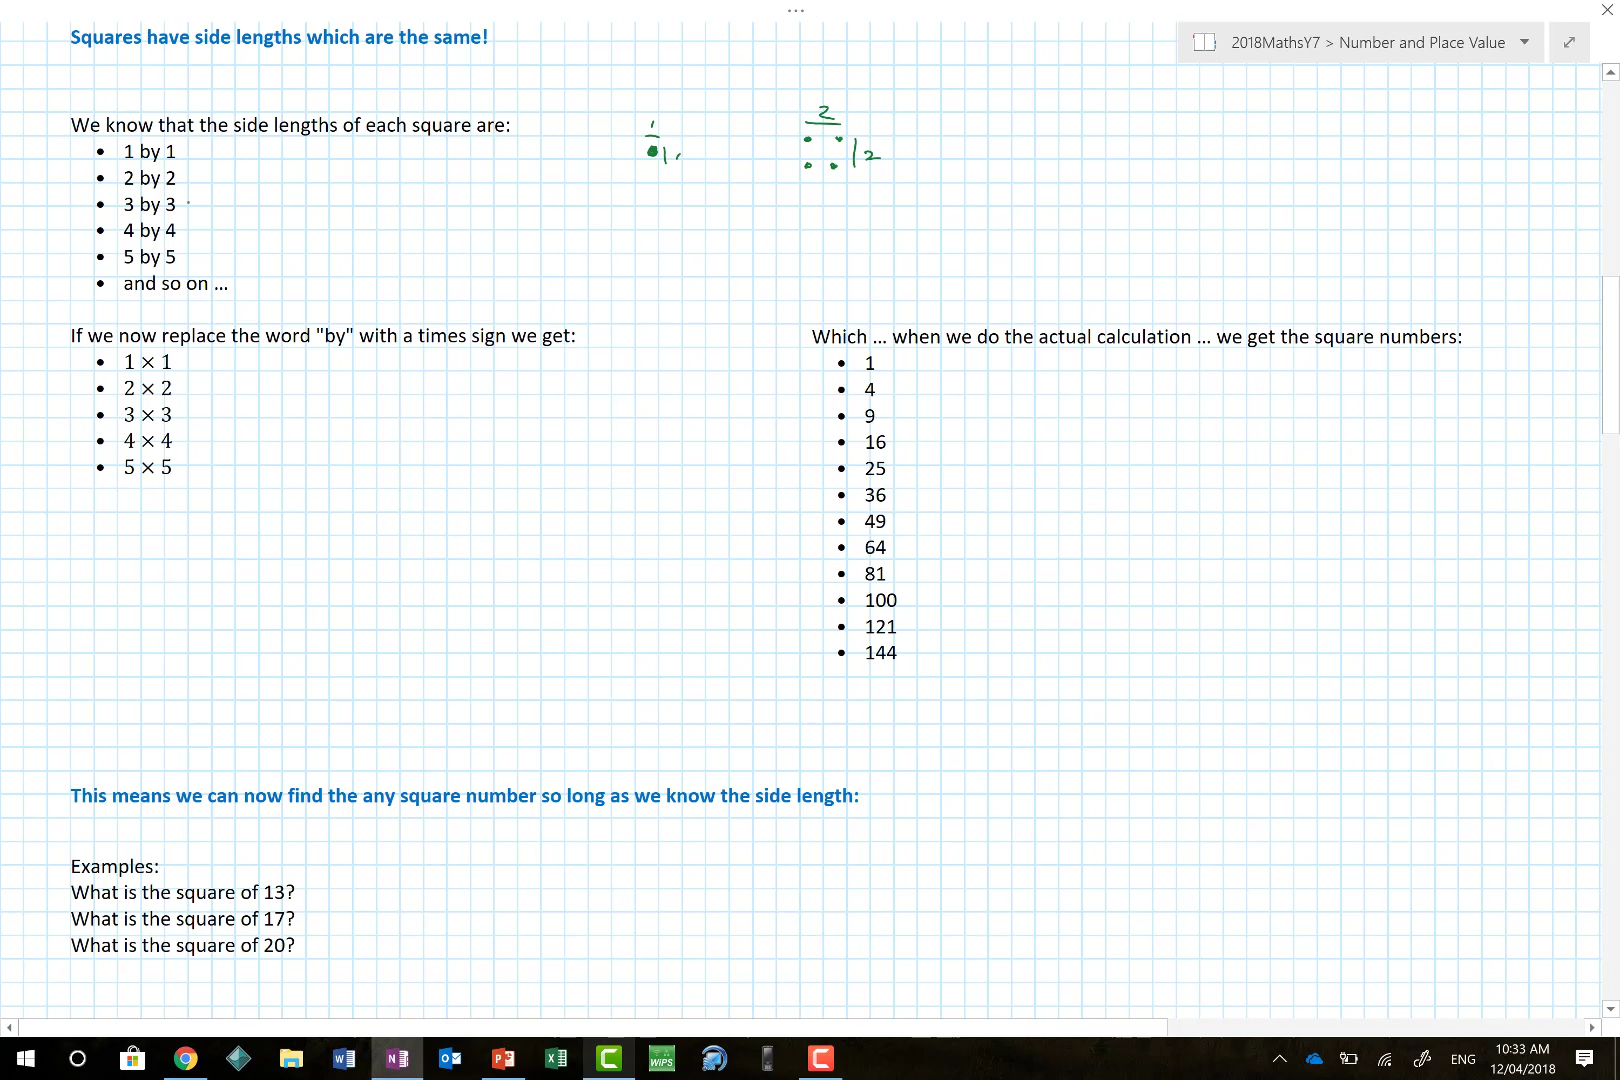 Squares have side lengths which are the same!
2018MathsY7 > Number and Place Value
We know that the side lengths of each square are:
• 1 by 1
• 2 by 2
• 3 by 3
• 4 by 4
• 5 by 5
• and so on ...
1
1
2
2
If we now replace the word "by" with a times sign we get:
• 1 × 1
• 2 × 2
• 3 × 3
• 4 × 4
• 5 × 5
Which ... when we do the actual calculation ... we get the square numbers:
• 1
• 4
• 9
• 16
• 25
• 36
• 49
• 64
• 81
• 100
• 121
• 144
This means we can now find the any square number so long as we know the side length:
Examples:
What is the square of 13?
What is the square of 17?
What is the square of 20?
WIPS
ENG
10:33 AM
12/04/2018